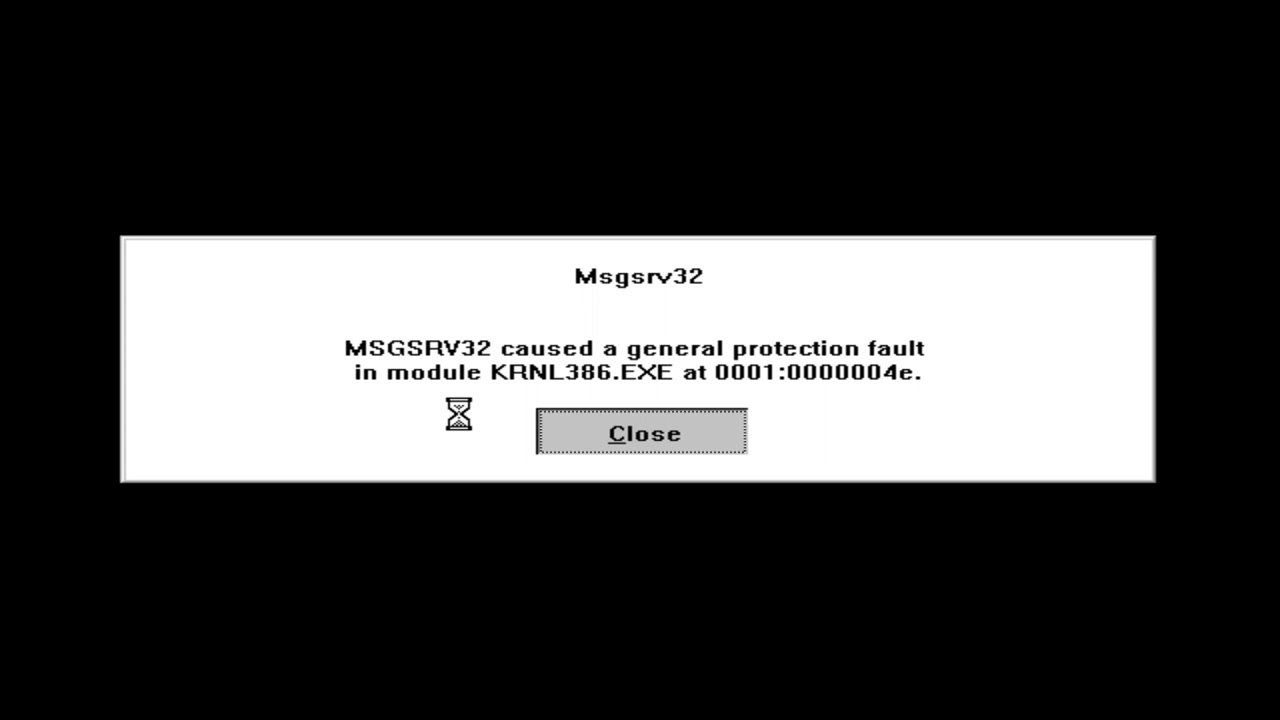 Msgsrv32
MSGSRV32 caused a general protection fault
in module KRNL386.EXE at 0001:0000004e.
Close